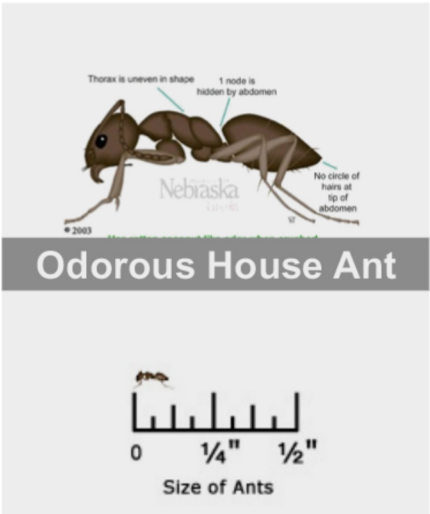 Thorax is uneven in shape
1 node is
hidden by abdomen
No circle of
hairs at
tip of
abdomen
Nebraska
© 2003
Odorous House Ant
0 1/4" 1/2"
Size of Ants